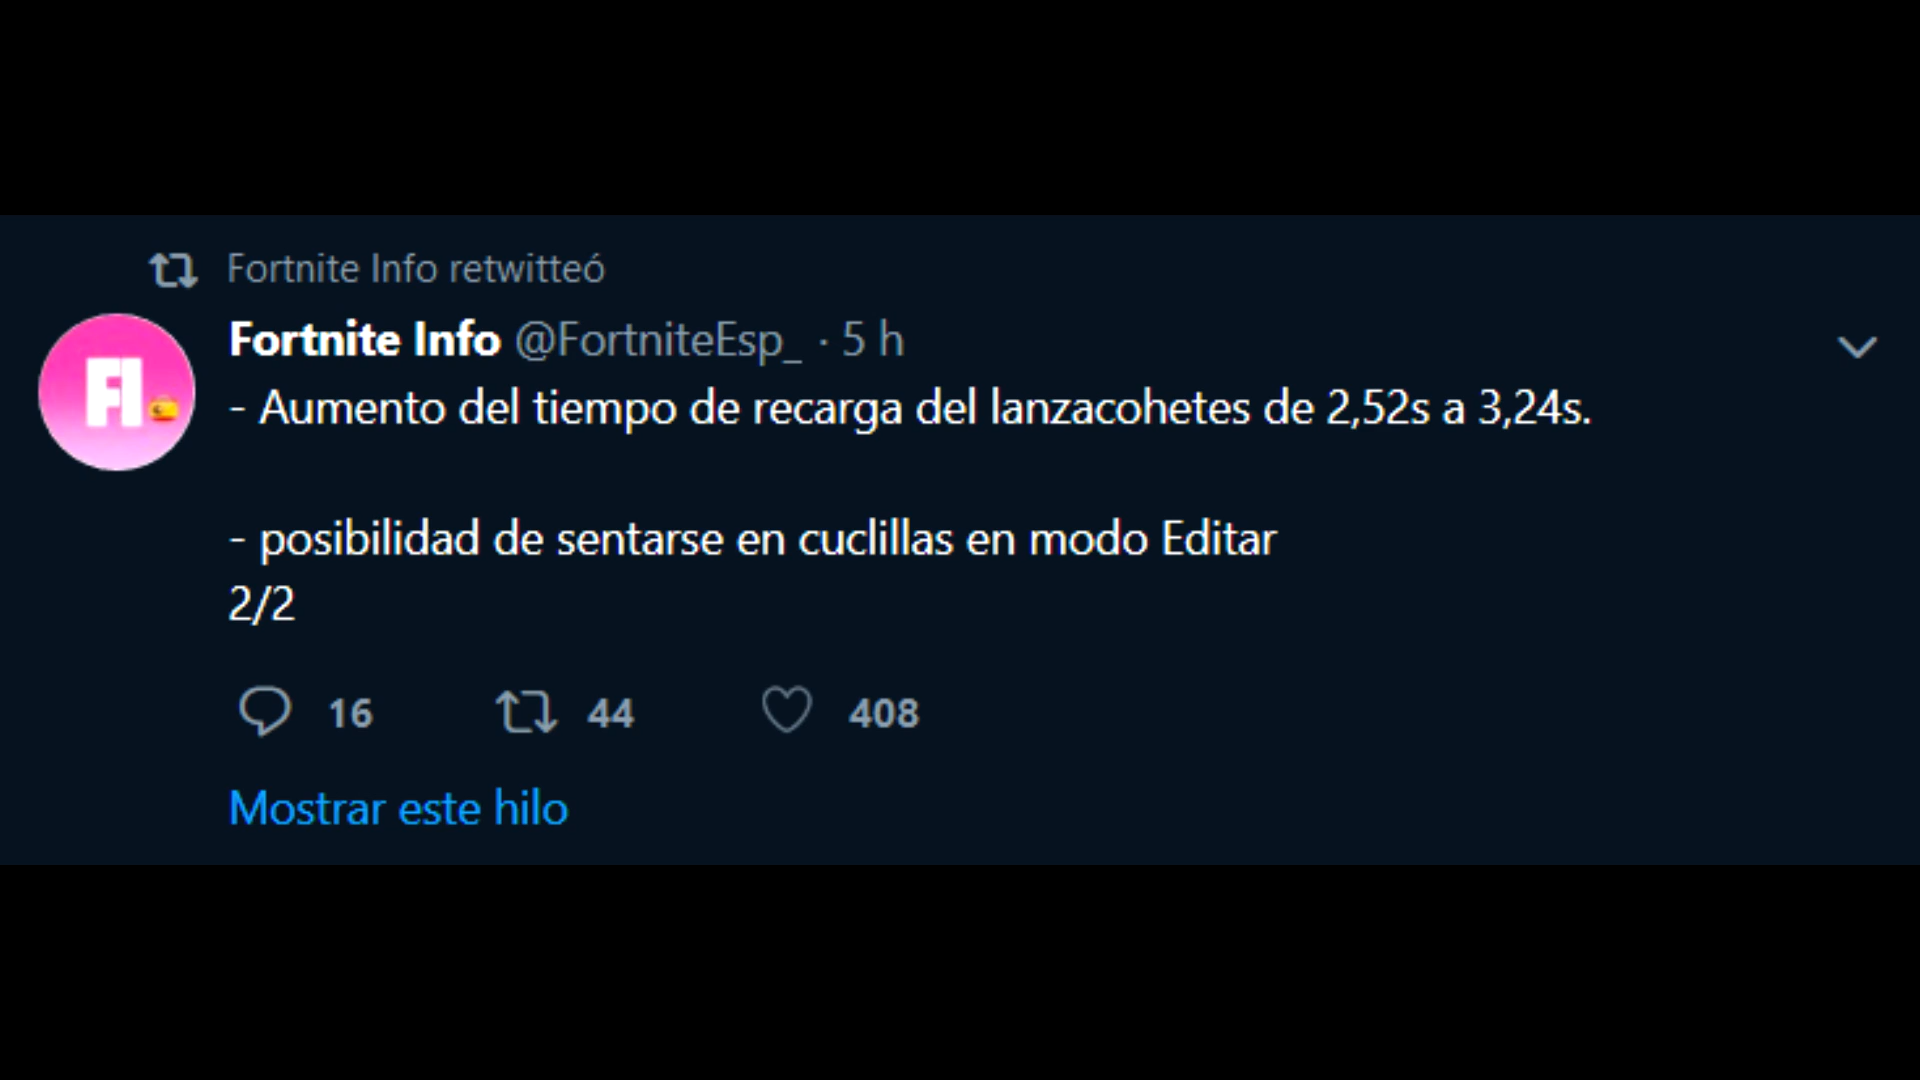 Fortnite Info retwitteó
Fortnite Info @FortniteEsp_ · 5 h
- Aumento del tiempo de recarga del lanzacohetes de 2,52s a 3,24s.
- posibilidad de sentarse en cuclillas en modo Editar
2/2
16 44 408
Mostrar este hilo
FI